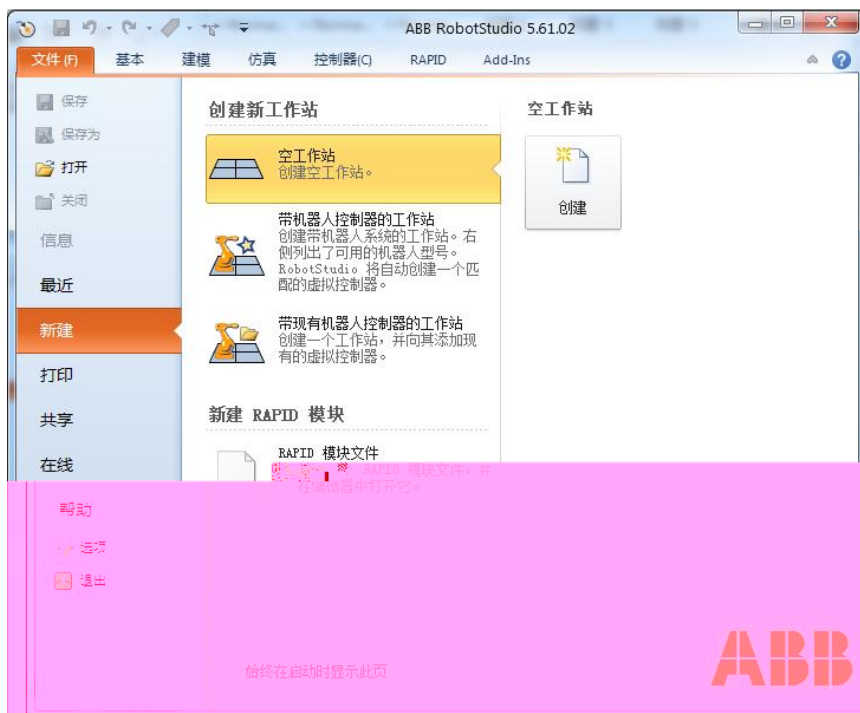 ABB RobotStudio 5.61.02
文件(F) 基本 建模 仿真 控制器(C) RAPID Add-Ins
保存
保存为
打开
关闭
信息
最近
新建
打印
共享
在线
帮助
选项
退出
创建新工作站
空工作站
创建空工作站。
带机器人控制器的工作站
创建带机器人系统的工作站。右
侧列出了可用的机器人型号。
RobotStudio 将自动创建一个匹
配的虚拟控制器。
带现有机器人控制器的工作站
创建一个工作站，并向其添加现
有的虚拟控制器。
新建 RAPID 模块
RAPID 模块文件
RAPID 模块文件，并
在编辑器中打开它。
空工作站
创建
始终在启动时显示此页
ABB